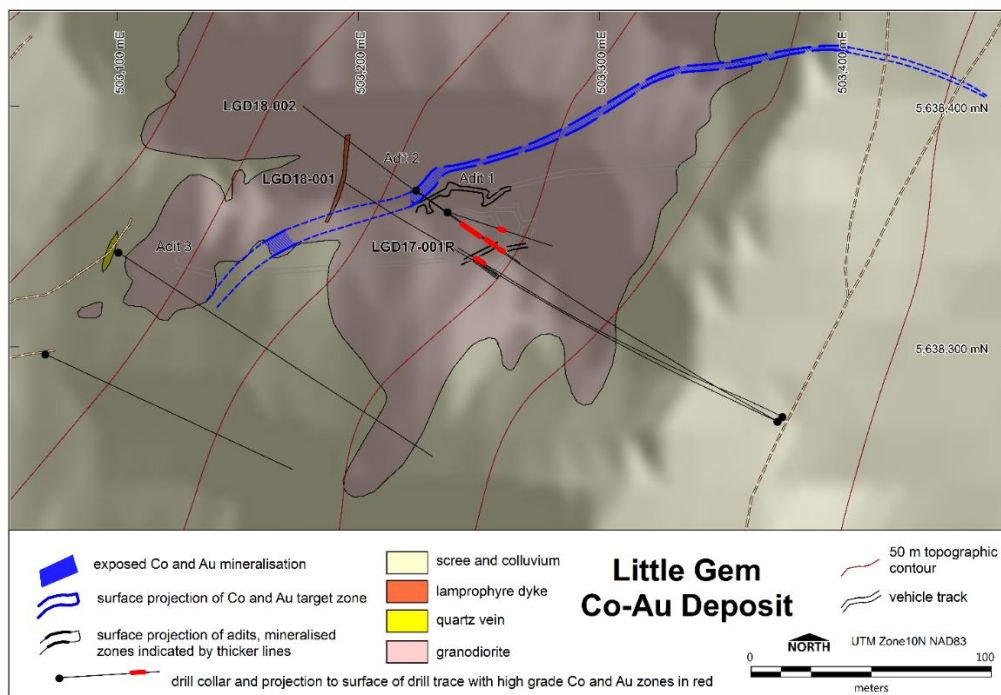 503,100 mE
503,200 mE
503,300 mE
503,400 mE
LGD18-002
5,638,400 mN
Adit 2
LGD18-001
Adit 1
Adit 3
LGD17-001R
5,638,300 mN
exposed Co and Au mineralisation
surface projection of Co and Au target zone
surface projection of adits, mineralised
zones indicated by thicker lines
drill collar and projection to surface of drill trace with high grade Co and Au zones in red
scree and colluvium
lamprophyre dyke
quartz vein
granodiorite
Little Gem
Co-Au Deposit
50 m topographic
contour
vehicle track
NORTH
UTM Zone10N NAD83
0
100
meters